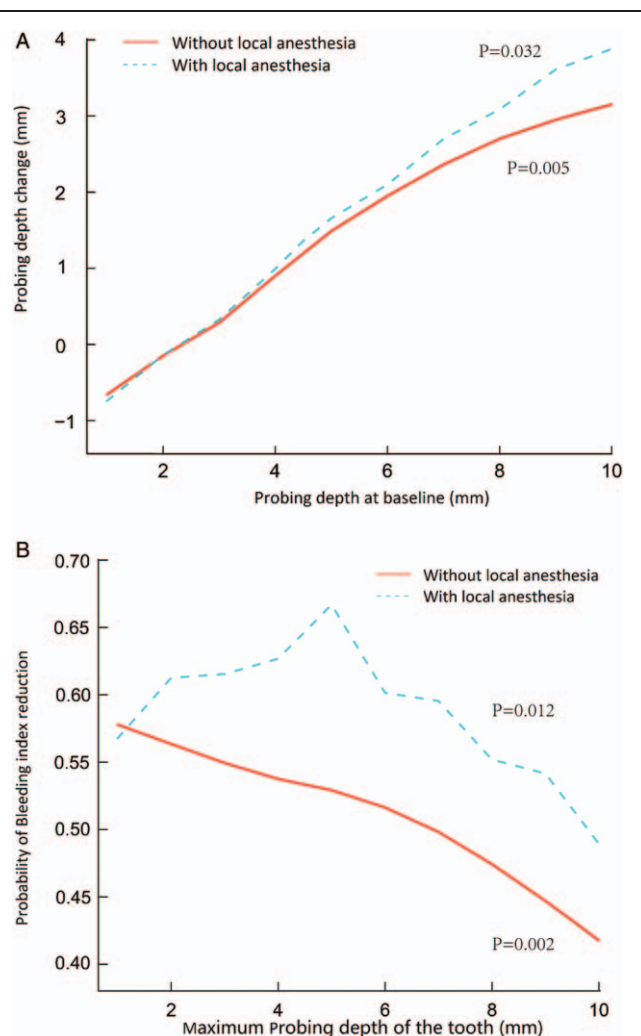 A
Without local anesthesia
With local anesthesia
P=0.032
P=0.005
Probing depth change (mm)
4
3
2
1
0
−1
2 4 6 8 10
Probing depth at baseline (mm)
B
Without local anesthesia
With local anesthesia
P=0.012
P=0.002
Probability of Bleeding index reduction
0.70
0.65
0.60
0.55
0.50
0.45
0.40
2 4 6 8 10
Maximum Probing depth of the tooth (mm)